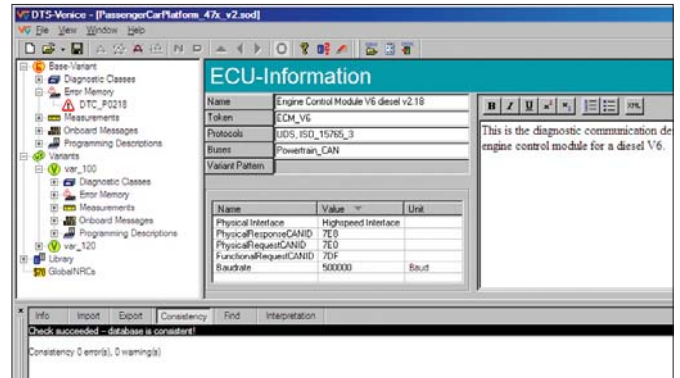 DTS-Venice - [PassengerCarPlatform_47x_v2.sod]
File View Window Help
Base-Variant
Diagnostic Classes
Error Memory
DTC_P0218
Measurements
Onboard Messages
Programming Descriptions
Variants
var_100
Diagnostic Classes
Error Memory
Measurements
Onboard Messages
Programming Descriptions
var_120
Library
GlobalNRCs
ECU-Information
Name Engine Control Module V6 diesel v2.18
Token ECM_V6
Protocols UDS, ISO_15765_3
Buses Powertrain_CAN
Variant Pattern
Name Value Unit
Physical Interface Highspeed Interface
PhysicalResponseCANID 7E8
PhysicalRequestCANID 7E0
FunctionalRequestCANID 7DF
Baudrate 500000 Baud
B I U x² x₁ XML
This is the diagnostic communication de
engine control module for a diesel V6.
Info Import Export Consistency Find Interpretation
Check succeeded – database is consistent!
Consistency 0 error(s), 0 warning(s)